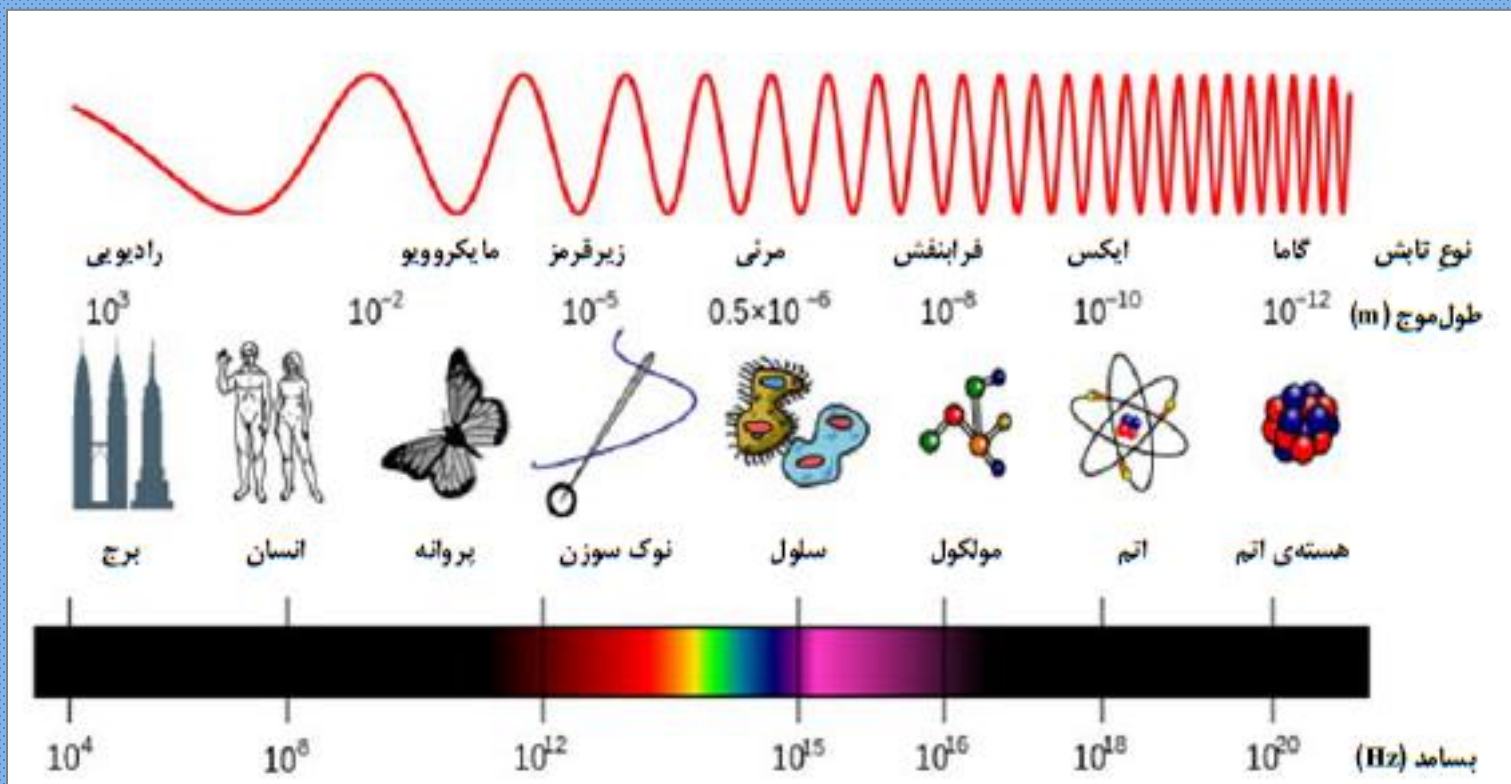 نوع تابش گاما ایکس فرابنفش مرئی زیرقرمز مایکروویو رادیویی
طول‌موج (m) 10⁻¹² 10⁻¹⁰ 10⁻⁸ 0.5×10⁻⁶ 10⁻⁵ 10⁻² 10³
هسته‌ی اتم اتم مولکول سلول نوک سوزن پروانه انسان برج
بسامد (Hz) 10²⁰ 10¹⁸ 10¹⁶ 10¹⁵ 10¹² 10⁸ 10⁴